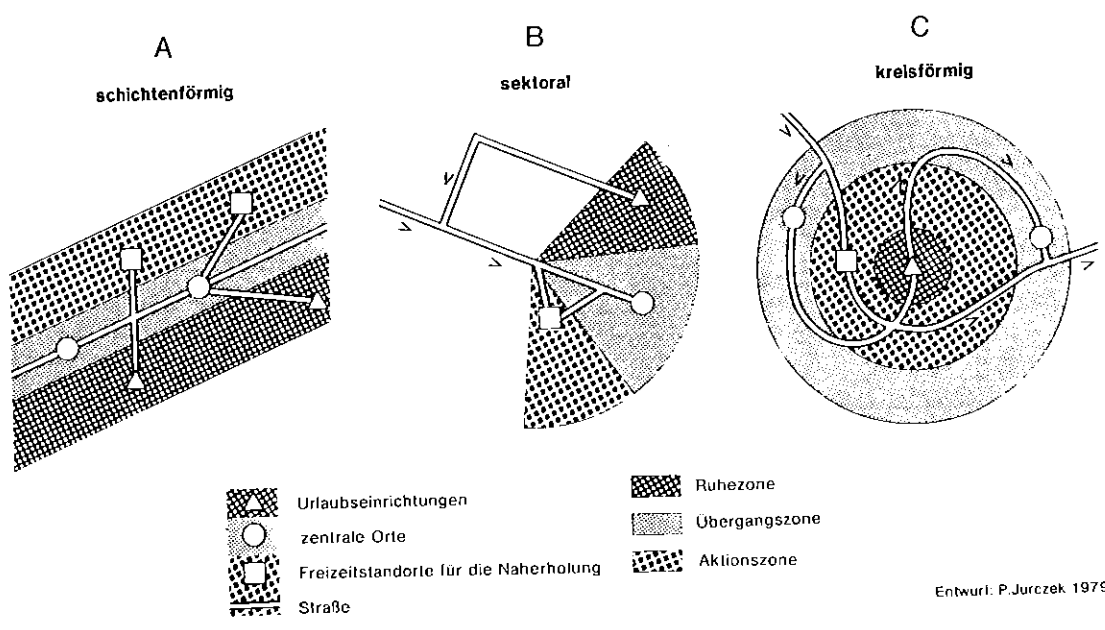 A
schichtenförmig
B
sektoral
C
kreisförmig
Urlaubseinrichtungen
zentrale Orte
Freizeitstandorte für die Naherholung
Straße
Ruhezone
Übergangszone
Aktionszone
Entwurf: P.Jurczek 1979